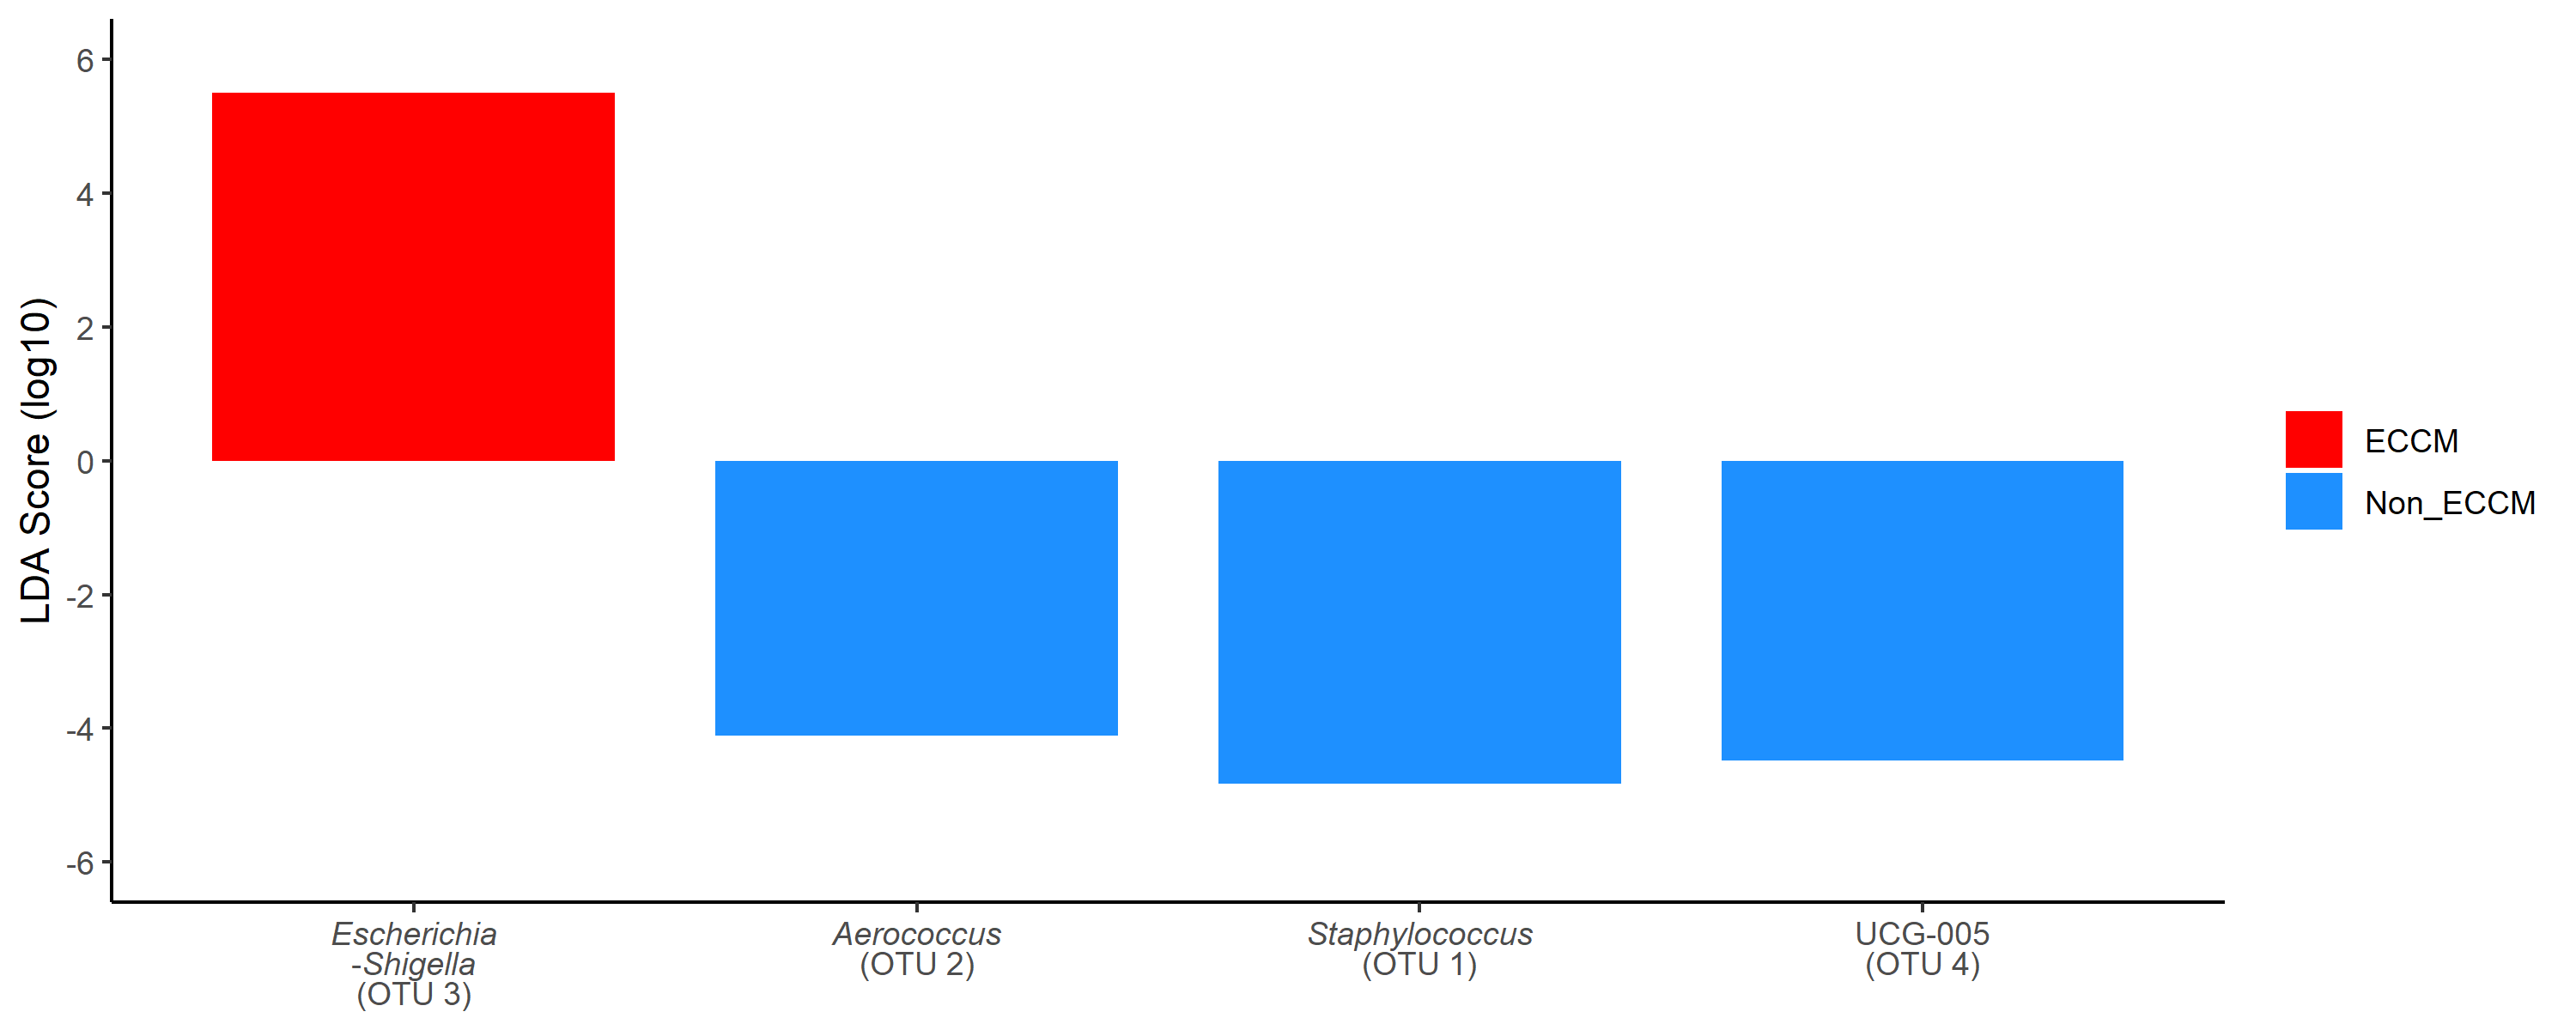 LDA Score (log10)
6
4
2
0
-2
-4
-6
Escherichia
-Shigella
(OTU 3)
Aerococcus
(OTU 2)
Staphylococcus
(OTU 1)
UCG-005
(OTU 4)
ECCM
Non_ECCM